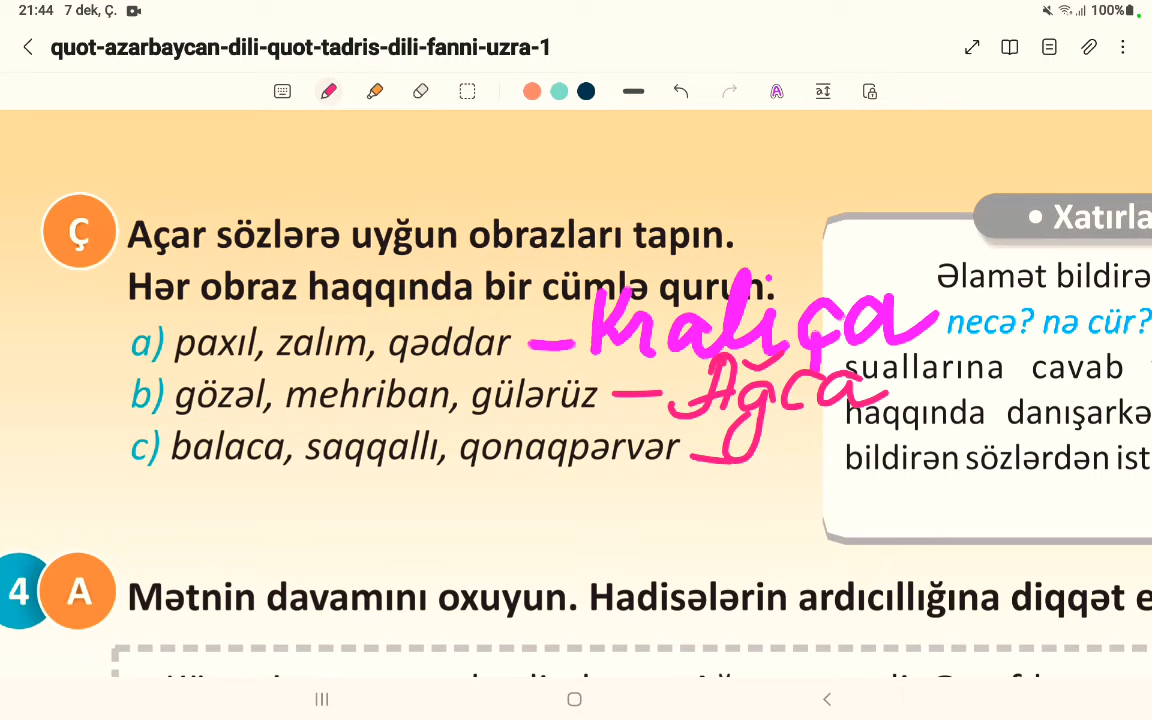 21:44 7 dek, Ç. 100%
quot-azarbaycan-dili-quot-tadris-dili-fanni-uzra-1
Ç Açar sözlərə uyğun obrazları tapın.
Hər obraz haqqında bir cümlə qurun.
a) paxıl, zalım, qəddar – Kraliça
b) gözəl, mehriban, gülərüz – Ağca
c) balaca, saqqallı, qonaqpərvər –
• Xatırla
Əlamət bildirə
necə? nə cür?
suallarına cavab
haqqında danışarkə
bildirən sözlərdən ist
4 A Mətnin davamını oxuyun. Hadisələrin ardıcıllığına diqqət e